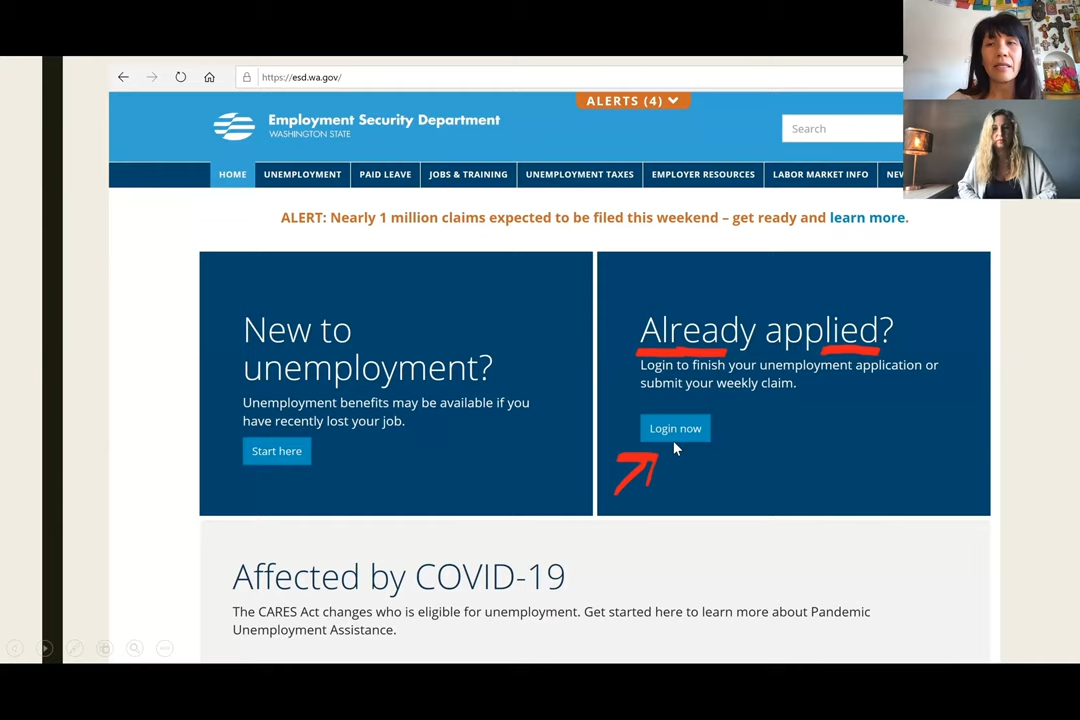 https://esd.wa.gov/
ALERTS (4)
Employment Security Department
WASHINGTON STATE
Search
HOME UNEMPLOYMENT PAID LEAVE JOBS & TRAINING UNEMPLOYMENT TAXES EMPLOYER RESOURCES LABOR MARKET INFO NEW
ALERT: Nearly 1 million claims expected to be filed this weekend – get ready and learn more.
New to
unemployment?
Unemployment benefits may be available if you
have recently lost your job.
Start here
Already applied?
Login to finish your unemployment application or
submit your weekly claim.
Login now
Affected by COVID-19
The CARES Act changes who is eligible for unemployment. Get started here to learn more about Pandemic
Unemployment Assistance.